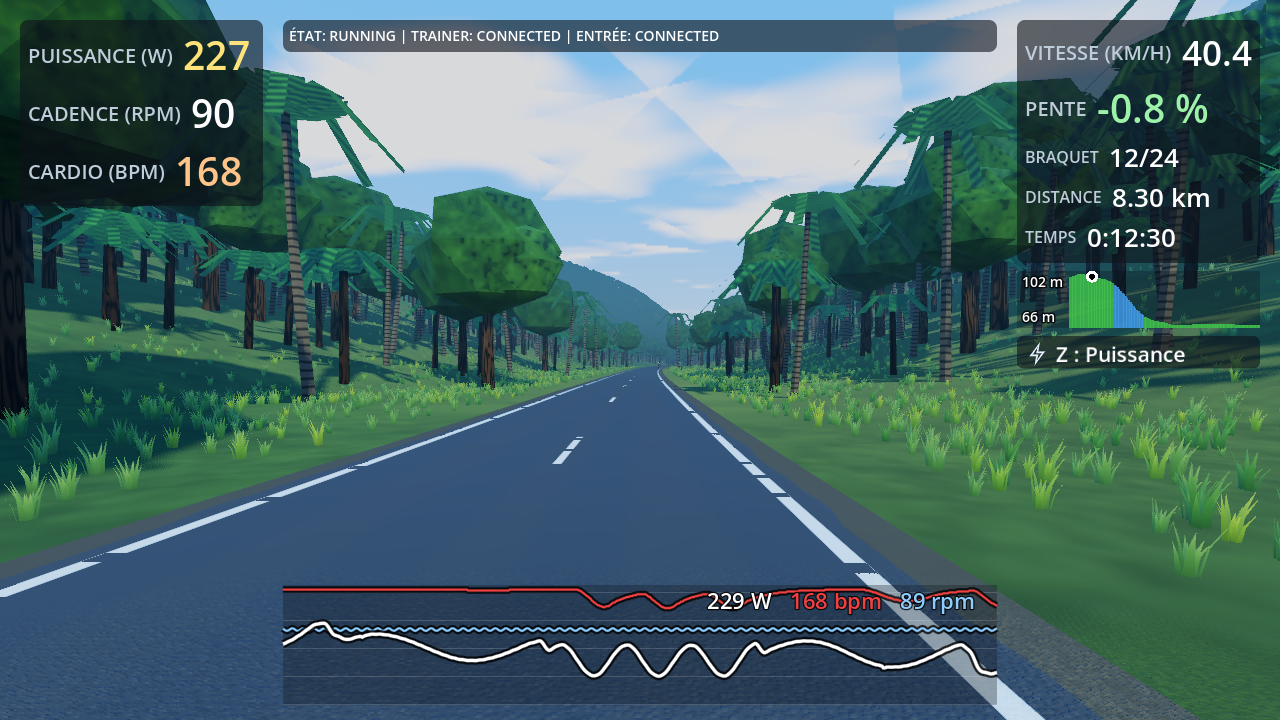 PUISSANCE (W) 227
CADENCE (RPM) 90
CARDIO (BPM) 168
ÉTAT: RUNNING | TRAINER: CONNECTED | ENTRÉE: CONNECTED
VITESSE (KM/H) 40.4
PENTE -0.8 %
BRAQUET 12/24
DISTANCE 8.30 km
TEMPS 0:12:30
102 m
66 m
Z : Puissance
229 W 168 bpm 89 rpm